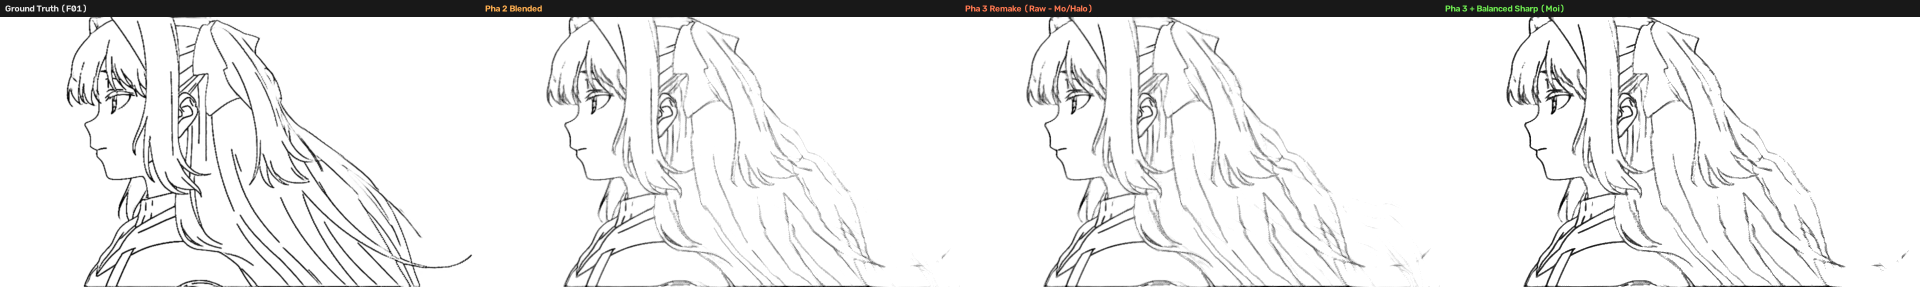 Ground Truth (F01)
Pha 2 Blended
Pha 3 Remake (Raw - Mo/Halo)
Pha 3 + Balanced Sharp (Moi)